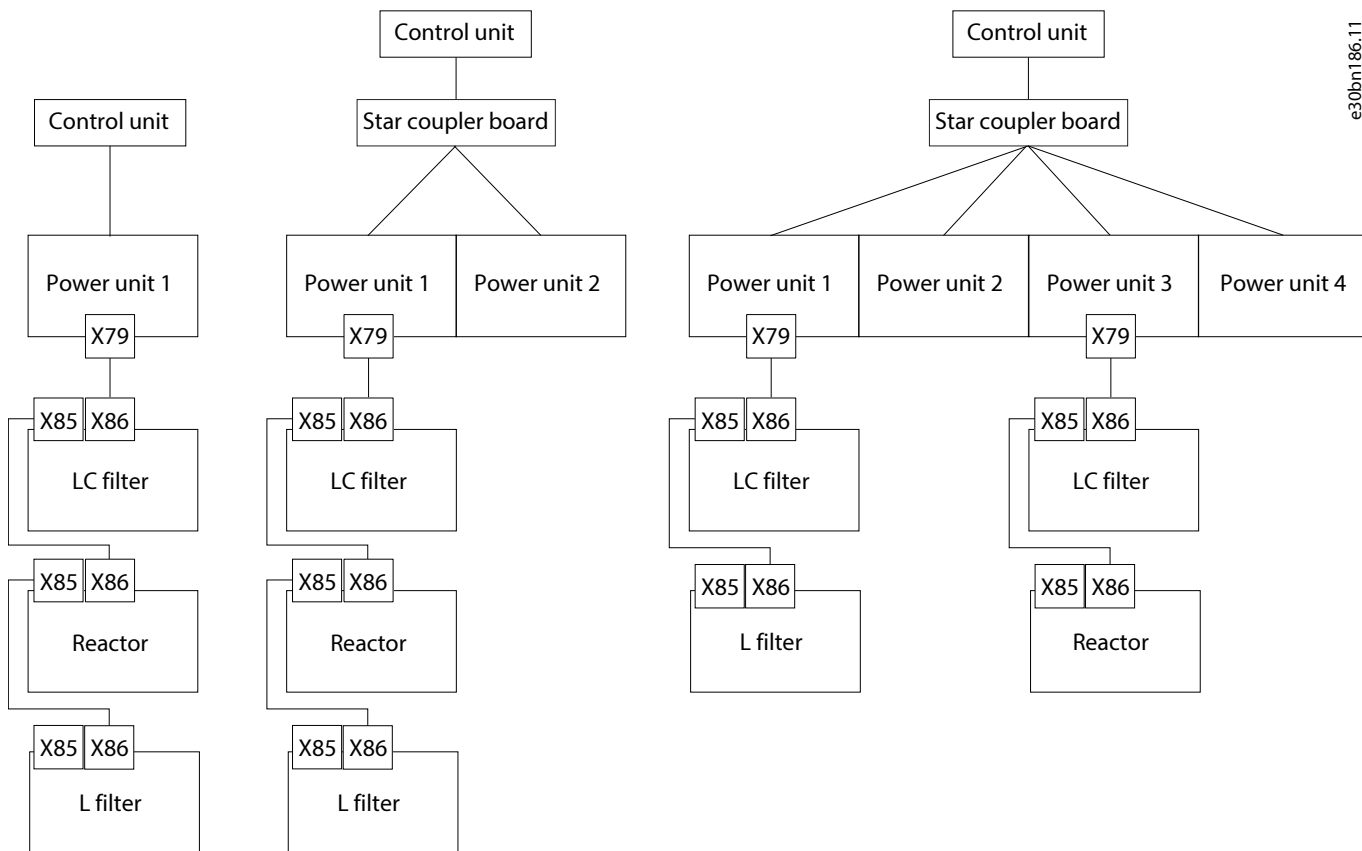 Control unit
Control unit
e30bn186.11
Control unit
Star coupler board
Star coupler board
Power unit 1
Power unit 1
Power unit 2
Power unit 1
Power unit 2
Power unit 3
Power unit 4
X79
X79
X79
X79
X85 X86
X85 X86
X85 X86
X85 X86
LC filter
LC filter
LC filter
LC filter
X85 X86
X85 X86
X85 X86
X85 X86
Reactor
Reactor
L filter
Reactor
X85 X86
X85 X86
L filter
L filter